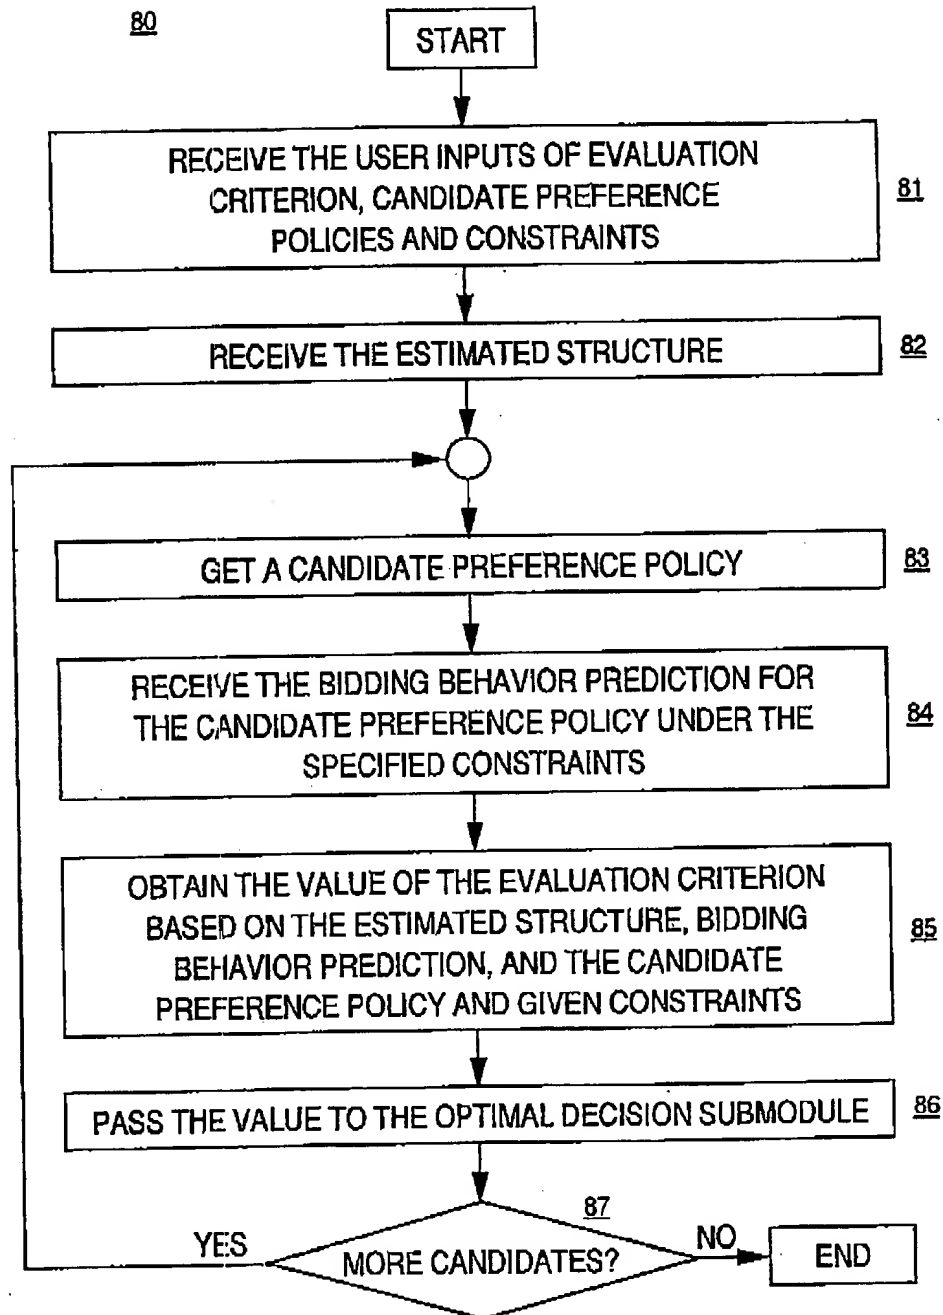 80
START
RECEIVE THE USER INPUTS OF EVALUATION
CRITERION, CANDIDATE PREFERENCE
POLICIES AND CONSTRAINTS
81
RECEIVE THE ESTIMATED STRUCTURE
82
GET A CANDIDATE PREFERENCE POLICY
83
RECEIVE THE BIDDING BEHAVIOR PREDICTION FOR
THE CANDIDATE PREFERENCE POLICY UNDER THE
SPECIFIED CONSTRAINTS
84
OBTAIN THE VALUE OF THE EVALUATION CRITERION
BASED ON THE ESTIMATED STRUCTURE, BIDDING
BEHAVIOR PREDICTION, AND THE CANDIDATE
PREFERENCE POLICY AND GIVEN CONSTRAINTS
85
PASS THE VALUE TO THE OPTIMAL DECISION SUBMODULE
86
87
YES
MORE CANDIDATES?
NO
END